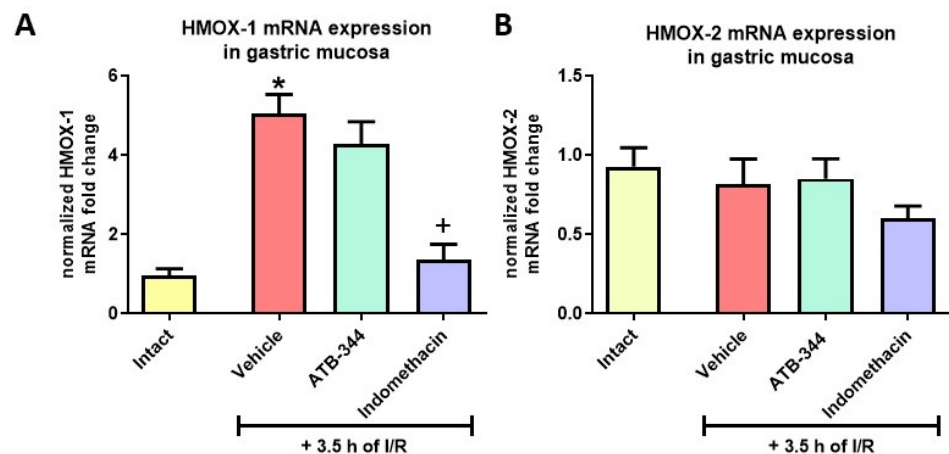 A
HMOX-1 mRNA expression
in gastric mucosa
normalized HMOX-1
mRNA fold change
6
4
2
0
*
+
Intact
Vehicle
ATB-344
Indomethacin
+ 3.5 h of I/R
B
HMOX-2 mRNA expression
in gastric mucosa
normalized HMOX-2
mRNA fold change
1.5
1.0
0.5
0.0
Intact
Vehicle
ATB-344
Indomethacin
+ 3.5 h of I/R